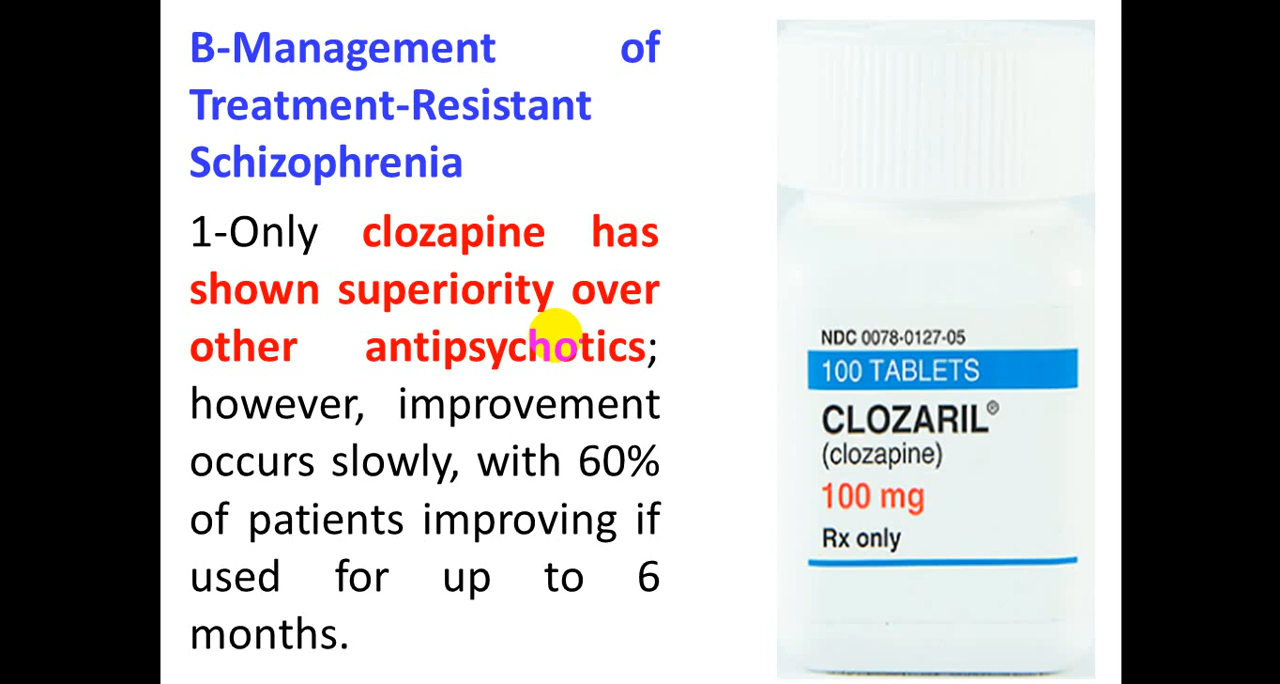 B-Management of
Treatment-Resistant
Schizophrenia
1-Only clozapine has
shown superiority over
other antipsychotics;
however, improvement
occurs slowly, with 60%
of patients improving if
used for up to 6
months.
NDC 0078-0127-05
100 TABLETS
CLOZARIL®
(clozapine)
100 mg
Rx only